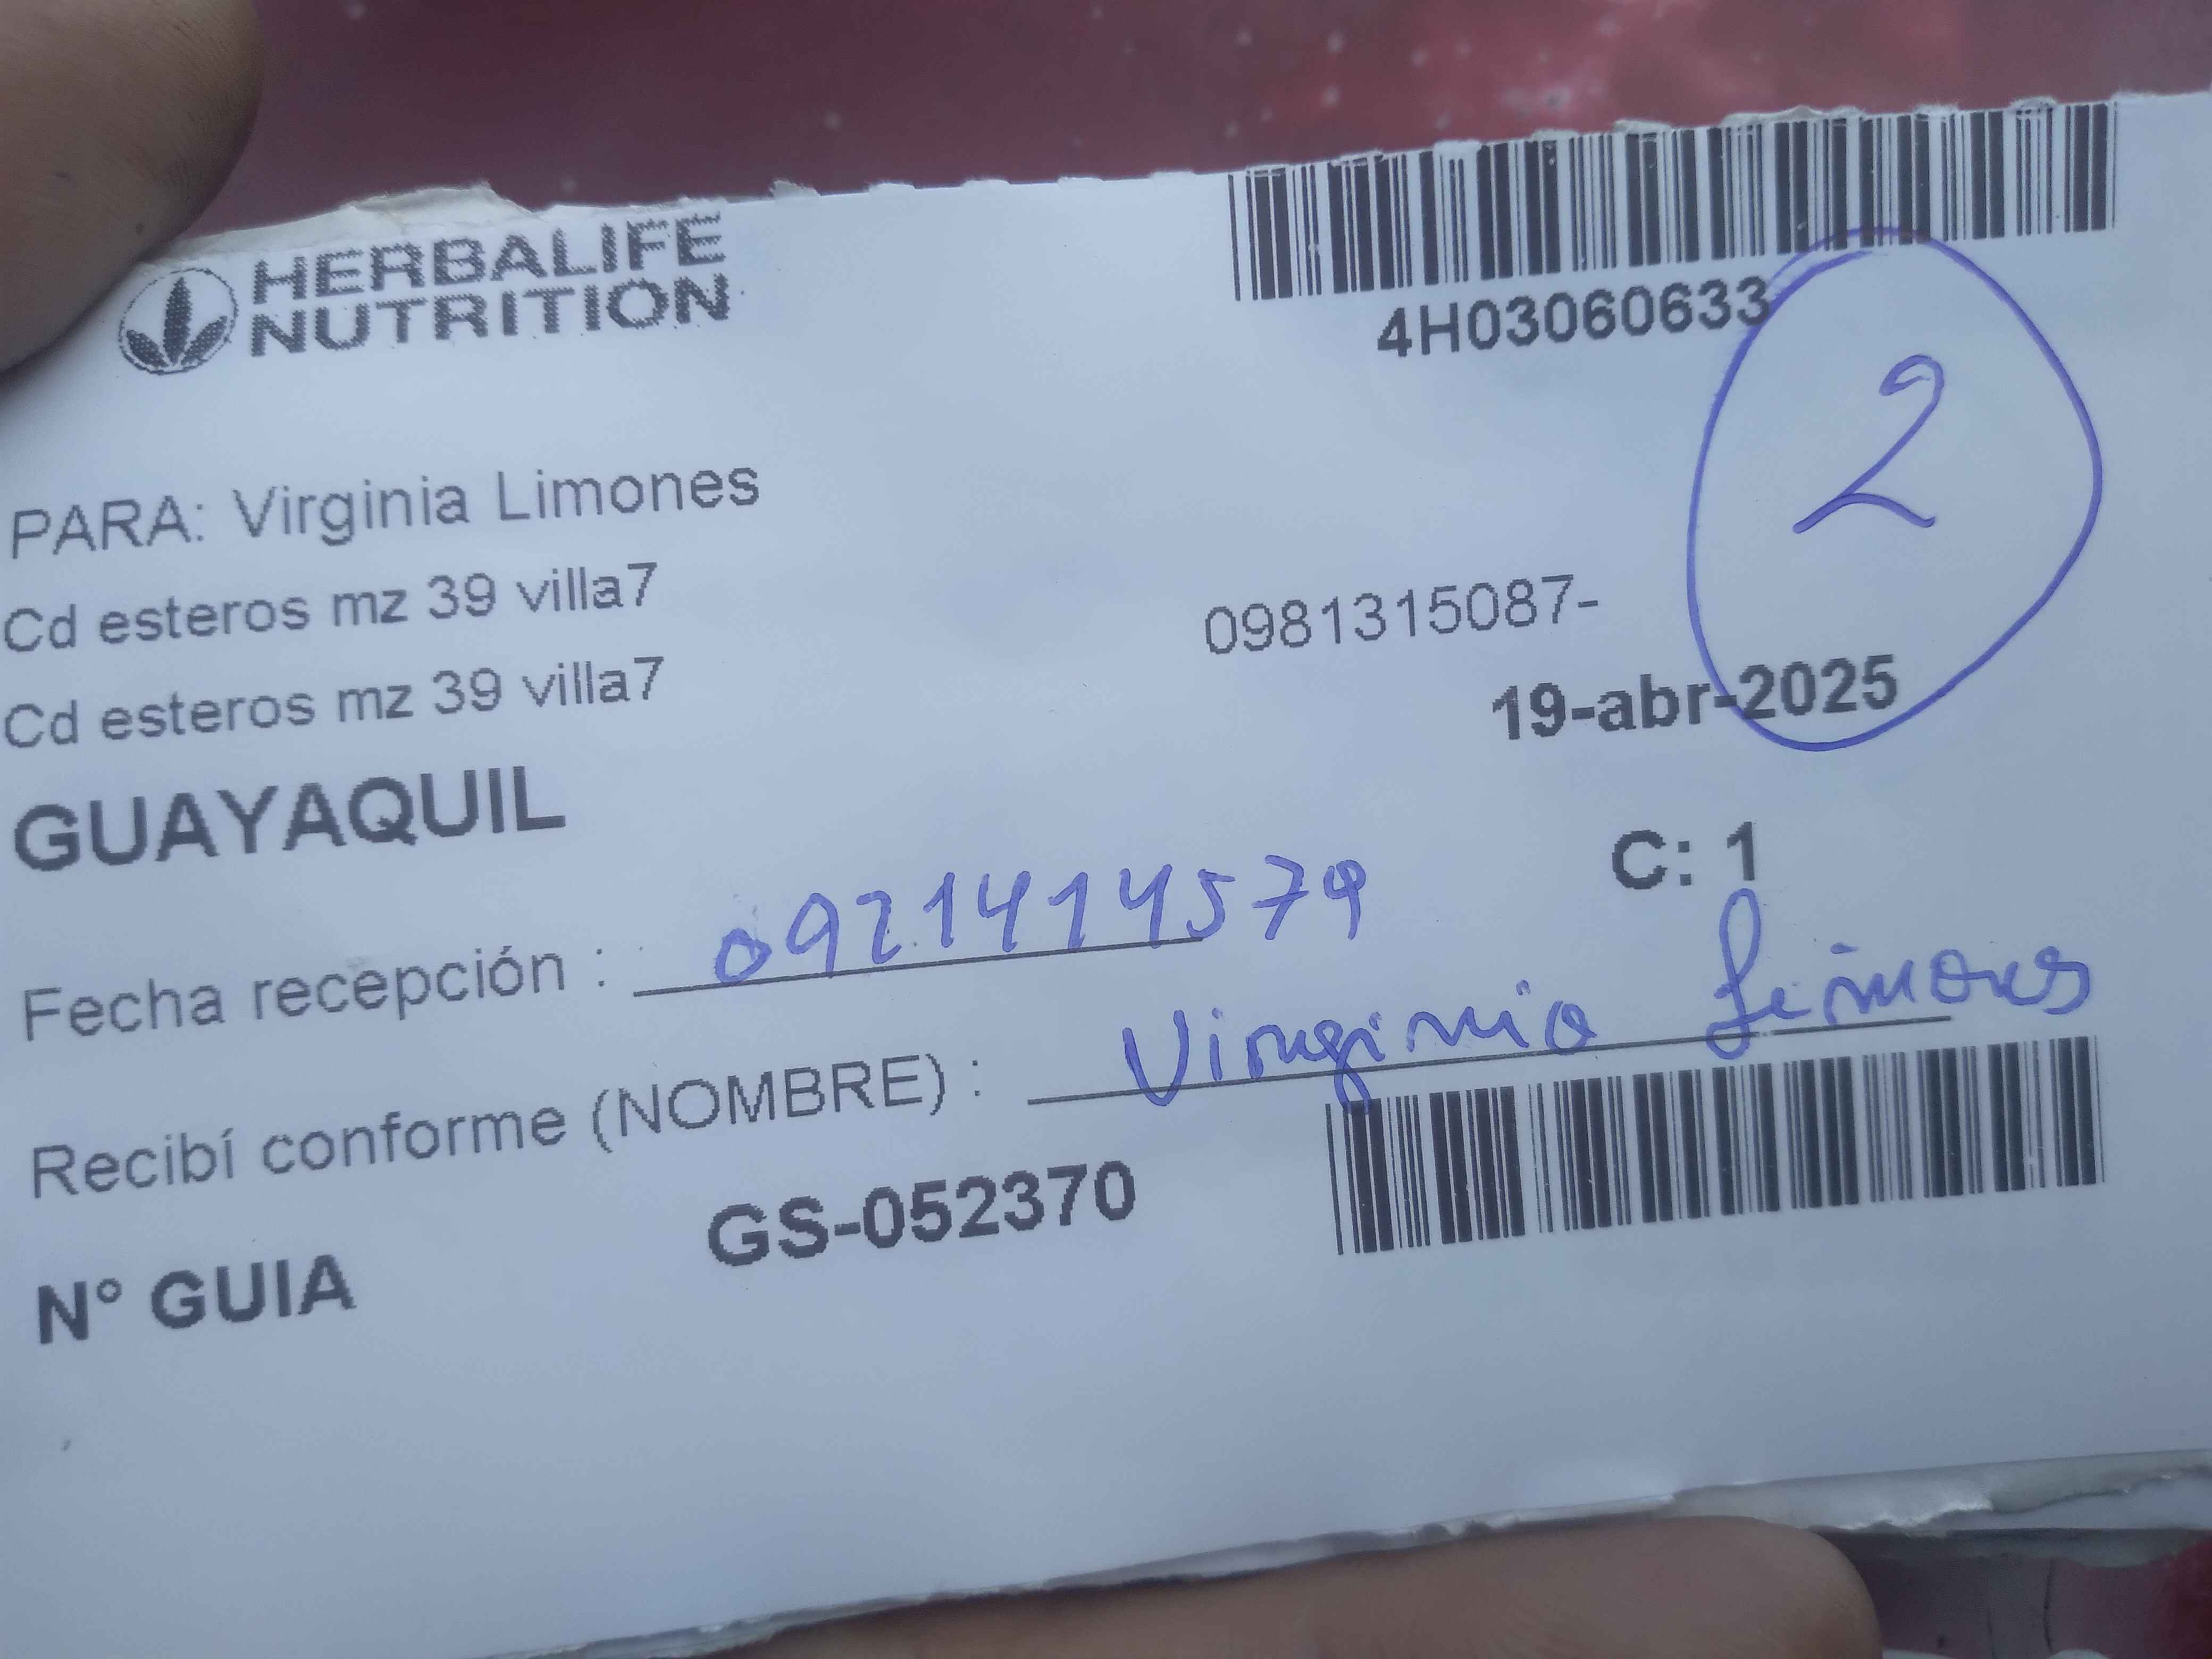 HERBALIFE
NUTRITION
4H03060633
2
PARA: Virginia Limones
Cd esteros mz 39 villa7
0981315087-
Cd esteros mz 39 villa7
19-abr-2025
GUAYAQUIL
C: 1
Fecha recepción : 0921414579
Recibí conforme (NOMBRE) : Virginia Limones
N° GUIA GS-052370